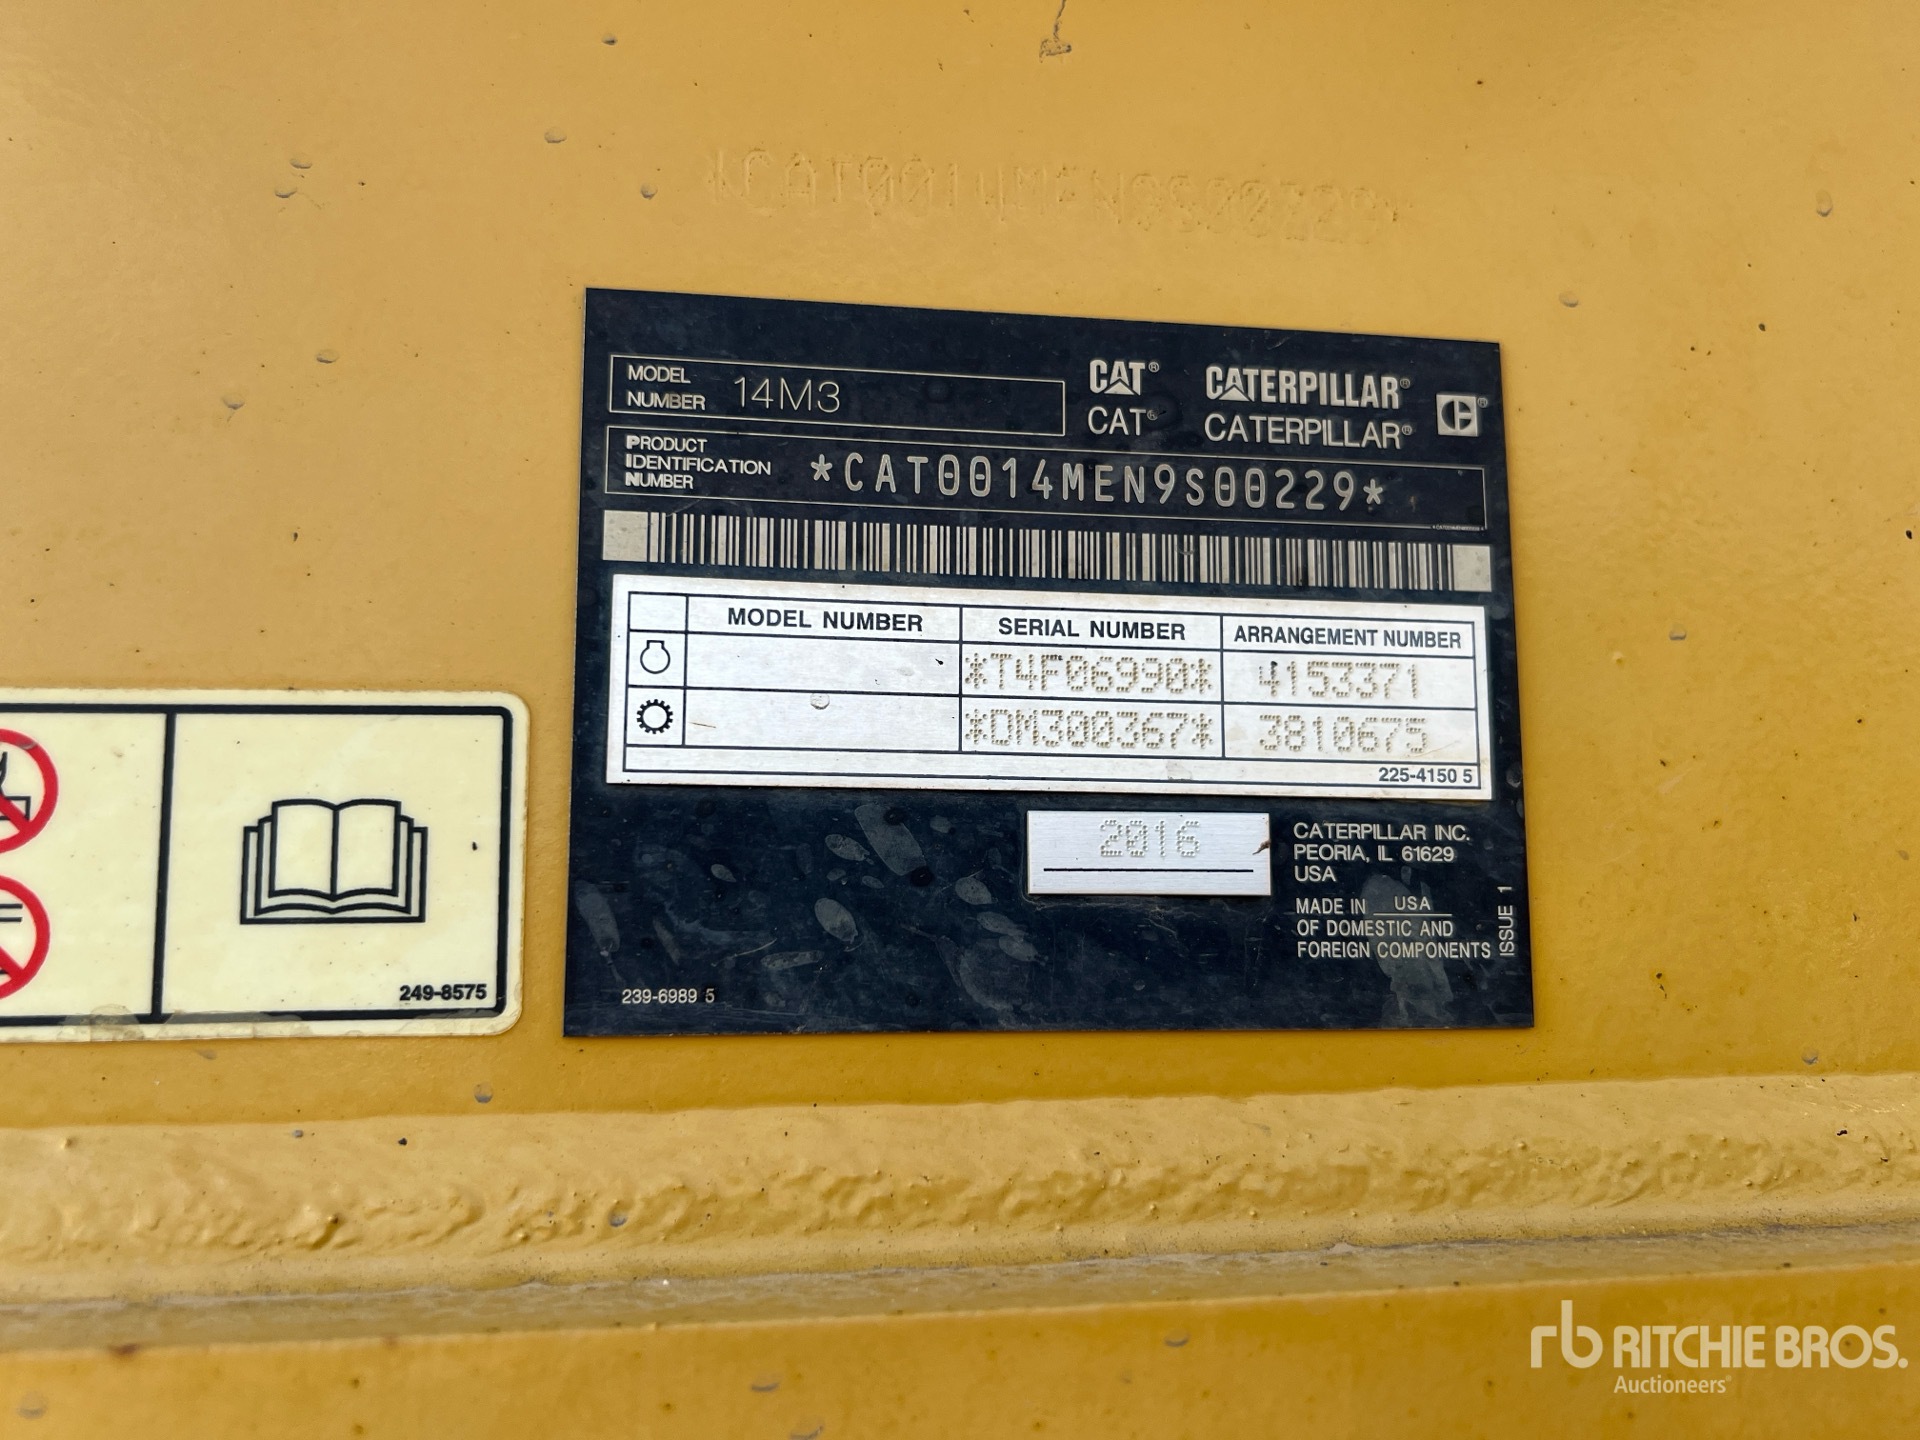 *CAT0014MEN9S00229*
MODEL NUMBER 14M3
CAT® CATERPILLAR®
CAT® CATERPILLAR®
PRODUCT IDENTIFICATION NUMBER *CAT0014MEN9S00229*
MODEL NUMBER SERIAL NUMBER ARRANGEMENT NUMBER
*T4F06990* 4153371
*DM300367* 3810675
225-4150 5
2016
CATERPILLAR INC.
PEORIA, IL 61629
USA
MADE IN USA
OF DOMESTIC AND
FOREIGN COMPONENTS
ISSUE 1
239-6989 5
249-8575
rb RITCHIE BROS.
Auctioneers